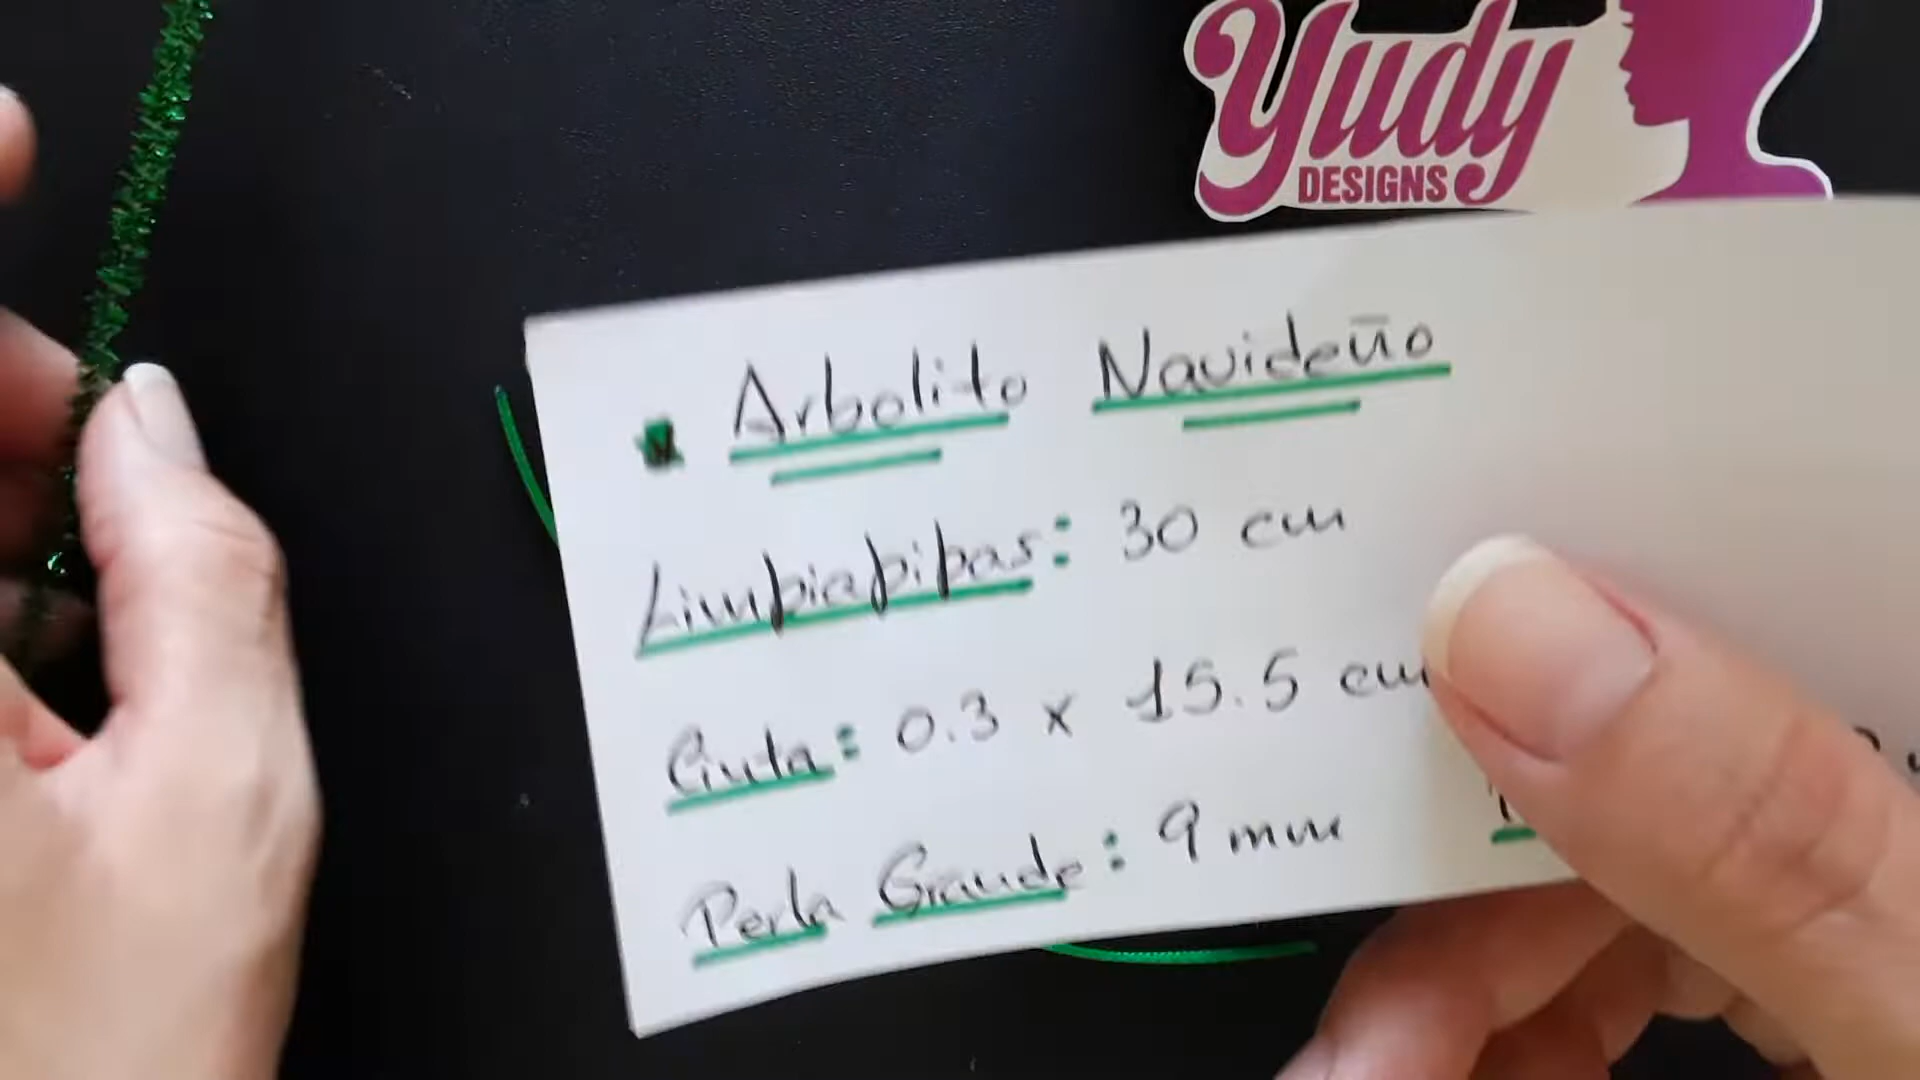 Yudy
DESIGNS
Arbolito Navideño
Limpiapipas: 30 cm
Cinta: 0.3 x 15.5 cm
Perla Grande: 9 mm